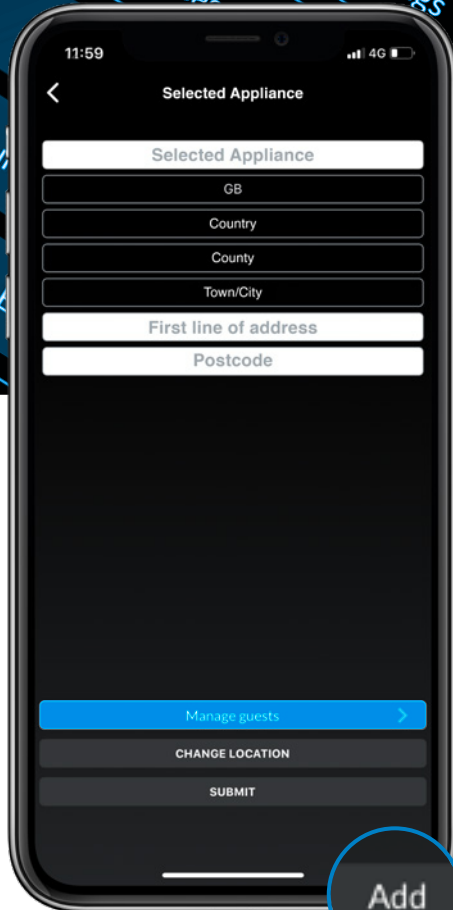 gs
11:59
4G
Selected Appliance
Selected Appliance
GB
Country
County
Town/City
First line of address
Postcode
Manage guests
CHANGE LOCATION
SUBMIT
Add